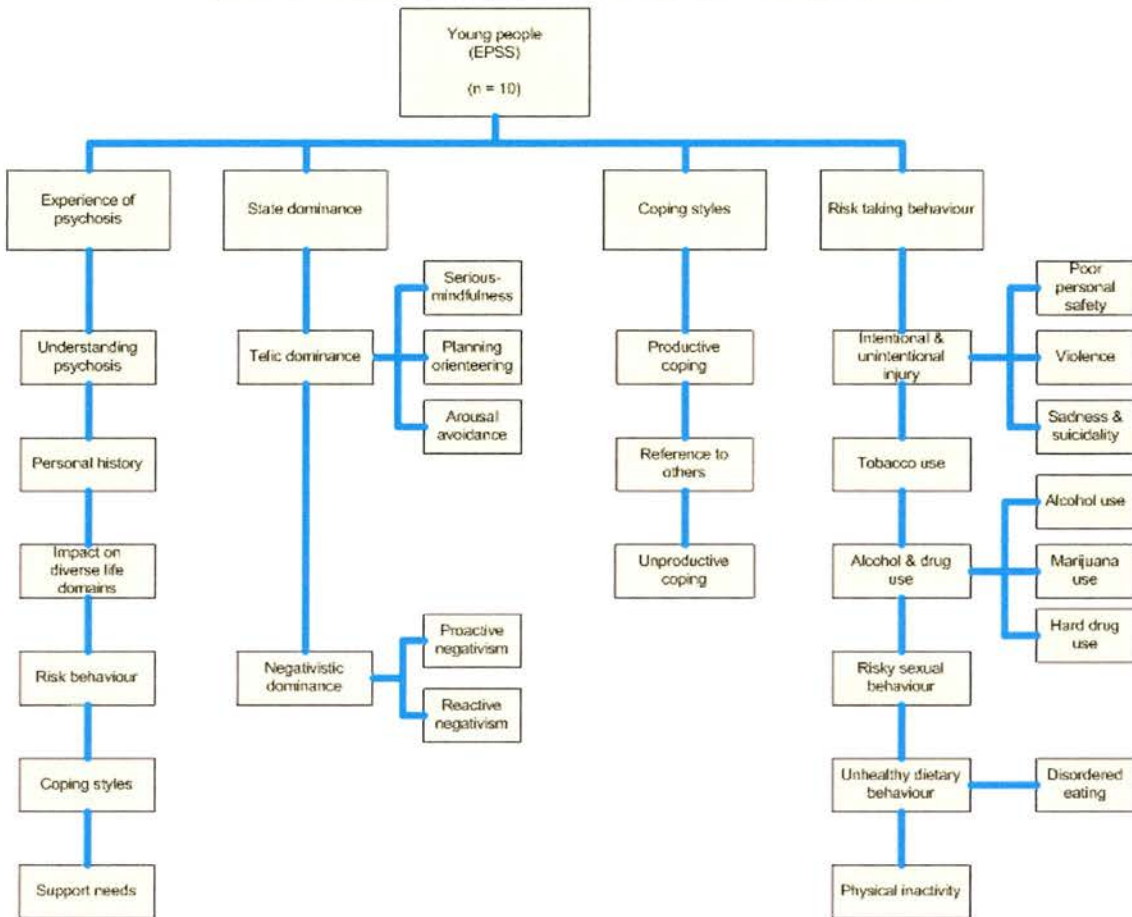 Young people
(EPSS)
(n = 10)
Experience of
psychosis
State dominance
Coping styles
Risk taking behaviour
Serious-
mindfulness
Poor
personal
safety
Understanding
psychosis
Telic dominance
Planning
orienteering
Productive
coping
Intentional &
unintentional
injury
Violence
Arousal
avoidance
Sadness &
suicidality
Personal history
Reference to
others
Tobacco use
Alcohol use
Impact on
diverse life
domains
Unproductive
coping
Alcohol & drug
use
Marijuana
use
Hard drug
use
Proactive
negativism
Risk behaviour
Negativistic
dominance
Risky sexual
behaviour
Reactive
negativism
Coping styles
Unhealthy dietary
behaviour
Disordered
eating
Support needs
Physical inactivity